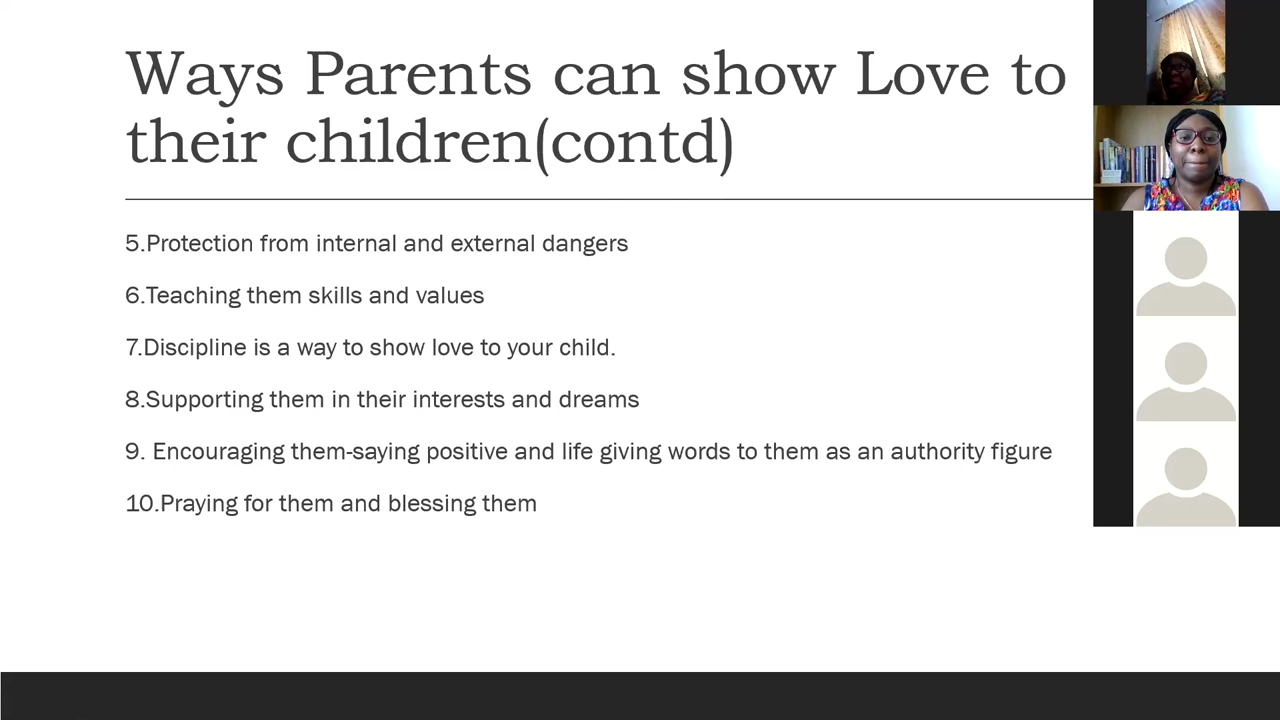 Ways Parents can show Love to
their children(contd)
5.Protection from internal and external dangers
6.Teaching them skills and values
7.Discipline is a way to show love to your child.
8.Supporting them in their interests and dreams
9. Encouraging them-saying positive and life giving words to them as an authority figure
10.Praying for them and blessing them